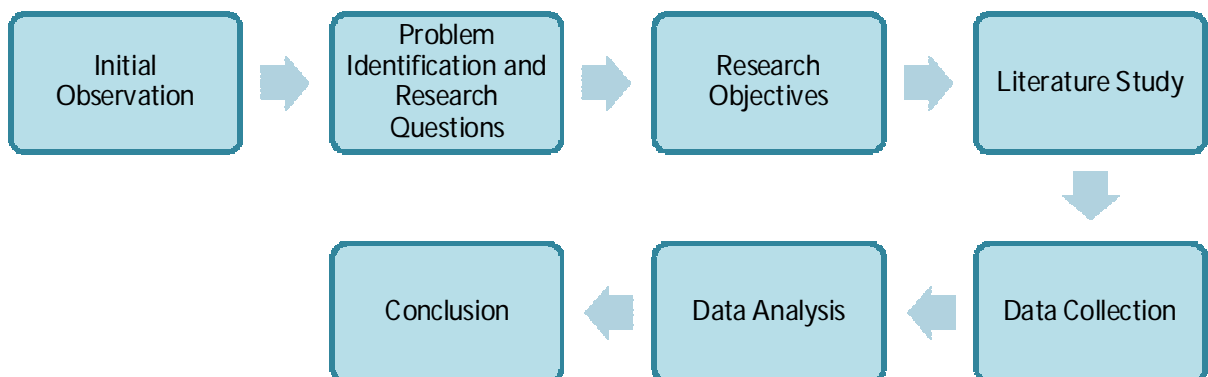 Initial
Observation
Problem
Identification and
Research
Questions
Research
Objectives
Literature Study
Data Collection
Data Analysis
Conclusion